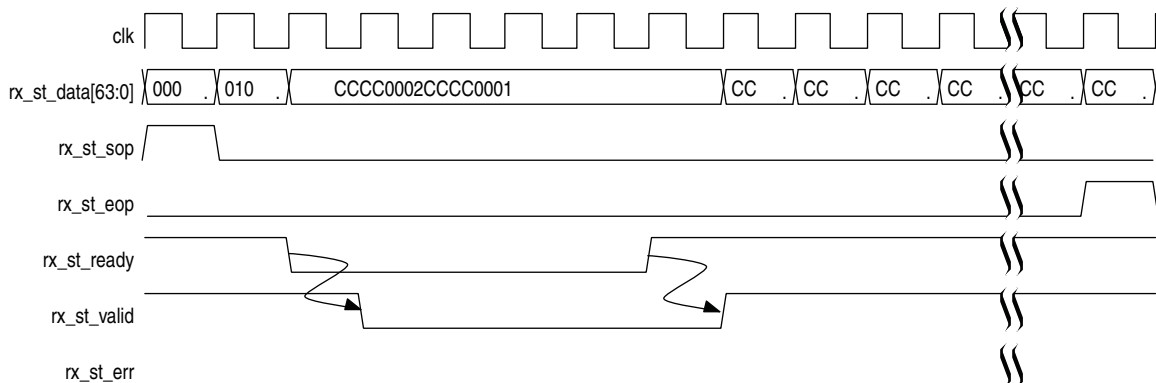 clk
rx_st_data[63:0] 000 . 010 . CCCC0002CCCC0001 CC . CC . CC . CC . CC . CC .
rx_st_sop
rx_st_eop
rx_st_ready
rx_st_valid
rx_st_err